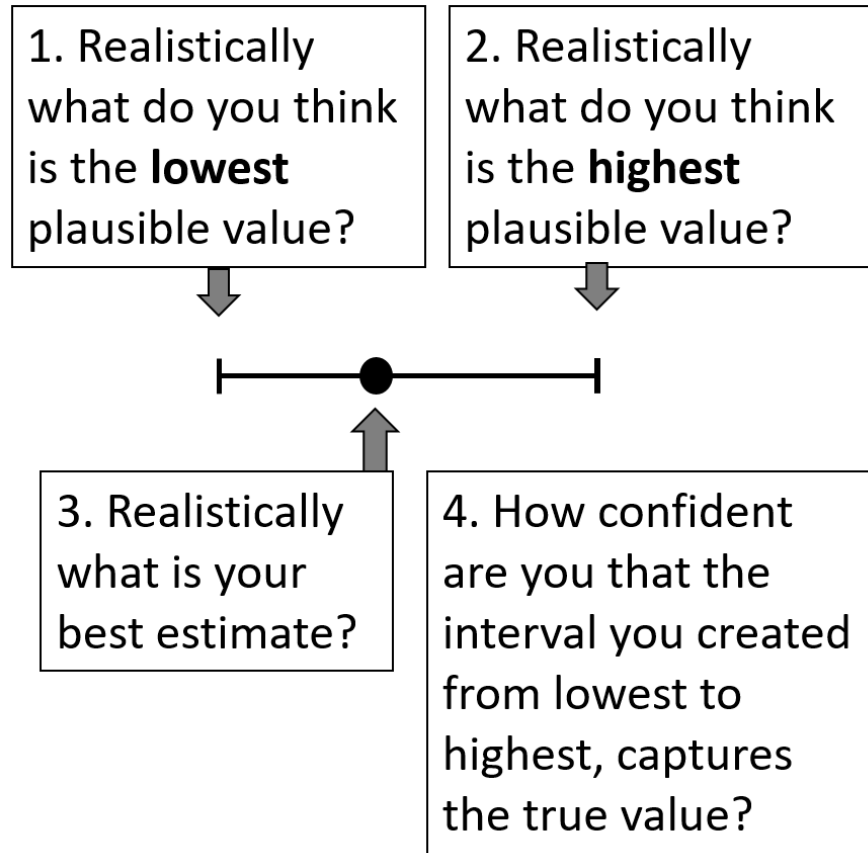 1. Realistically
what do you think
is the lowest
plausible value?
2. Realistically
what do you think
is the highest
plausible value?
3. Realistically
what is your
best estimate?
4. How confident
are you that the
interval you created
from lowest to
highest, captures
the true value?